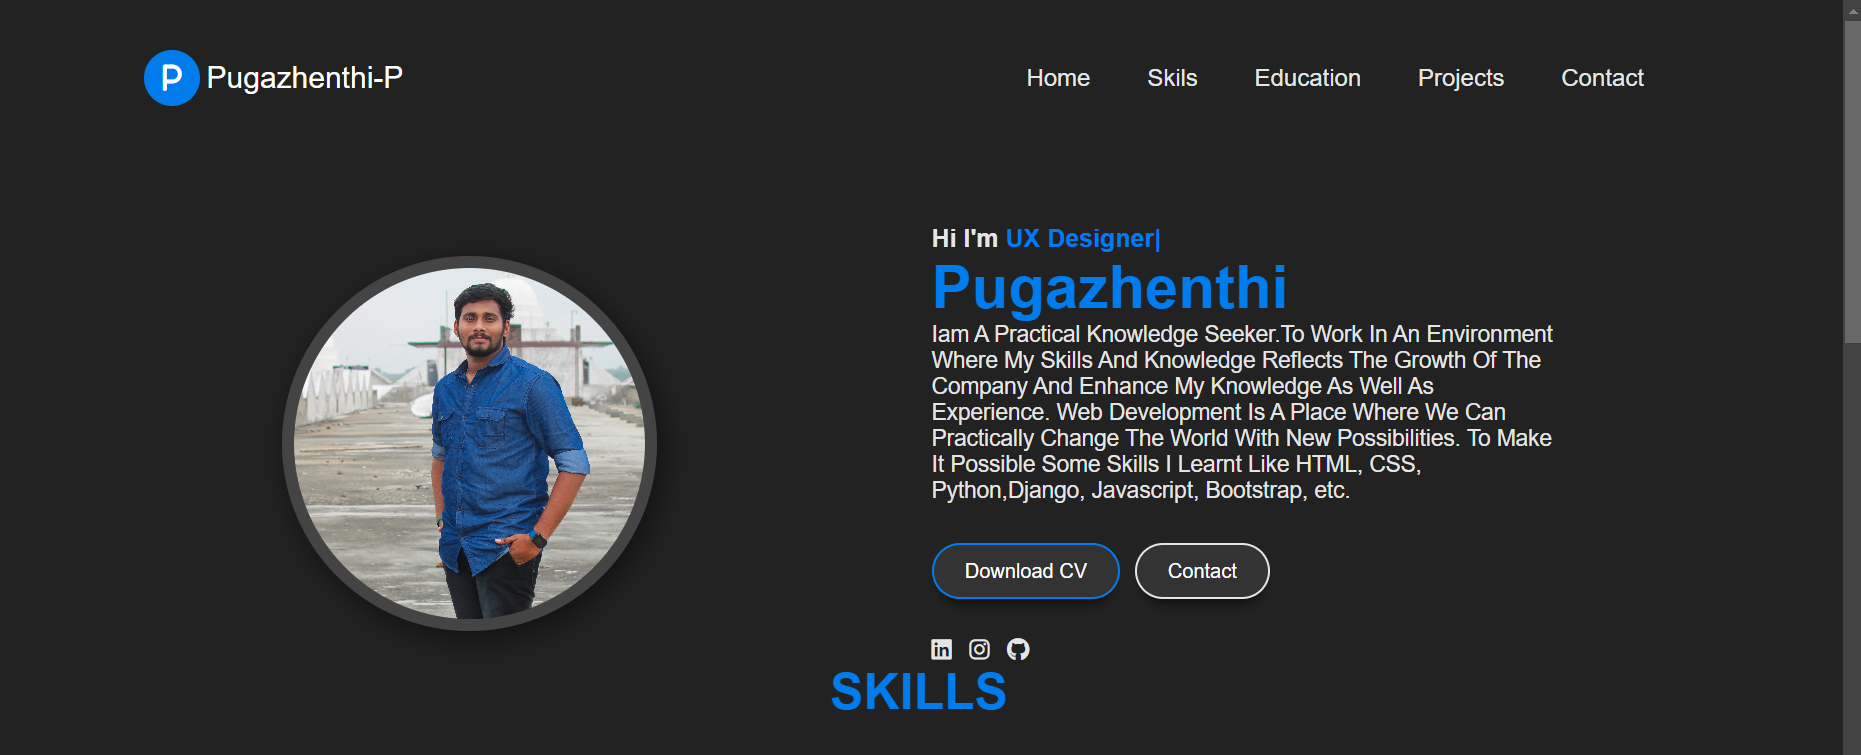 P Pugazhenthi-P
Home Skils Education Projects Contact
Hi I'm UX Designer|
Pugazhenthi
Iam A Practical Knowledge Seeker.To Work In An Environment
Where My Skills And Knowledge Reflects The Growth Of The
Company And Enhance My Knowledge As Well As
Experience. Web Development Is A Place Where We Can
Practically Change The World With New Possibilities. To Make
It Possible Some Skills I Learnt Like HTML, CSS,
Python,Django, Javascript, Bootstrap, etc.
Download CV Contact
in
SKILLS